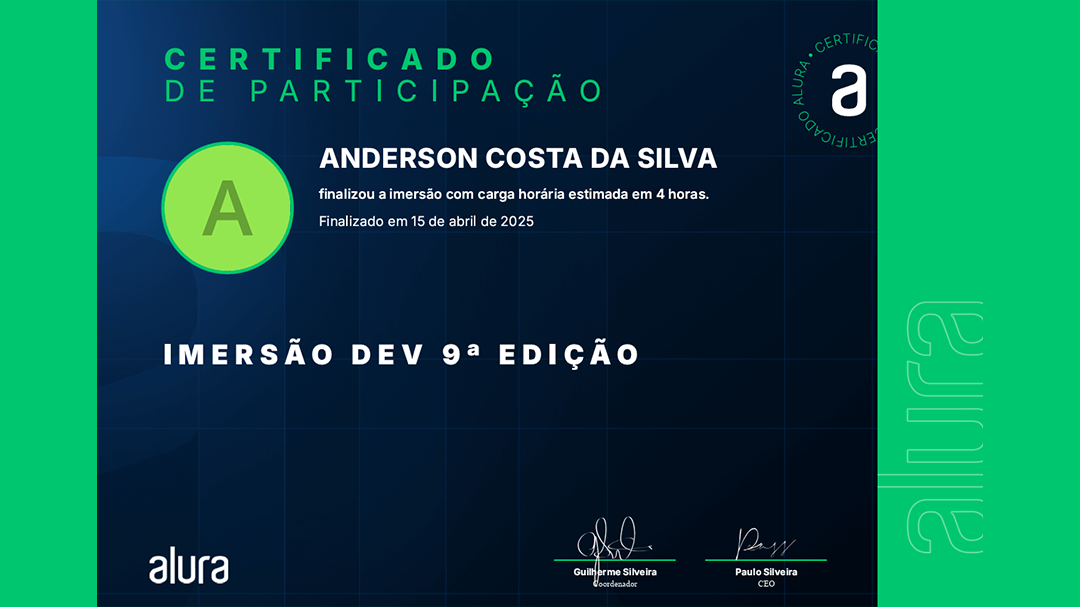 CERTIFICADO
DE PARTICIPAÇÃO
CERTIFICADO ALURA • CERTIFIC
a
A
ANDERSON COSTA DA SILVA
finalizou a imersão com carga horária estimada em 4 horas.
Finalizado em 15 de abril de 2025
IMERSÃO DEV 9ª EDIÇÃO
alura
alura
Guilherme Silveira
Coordenador
Paulo Silveira
CEO